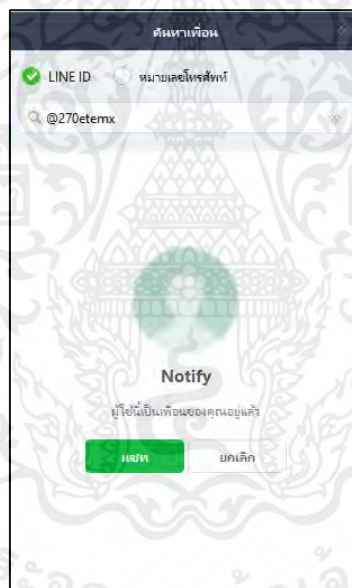 ค้นหาเพื่อน
LINE ID หมายเลขโทรศัพท์
@270etemx
Notify
ผู้ใช้นี้เป็นเพื่อนของคุณอยู่แล้ว
แชท ยกเลิก